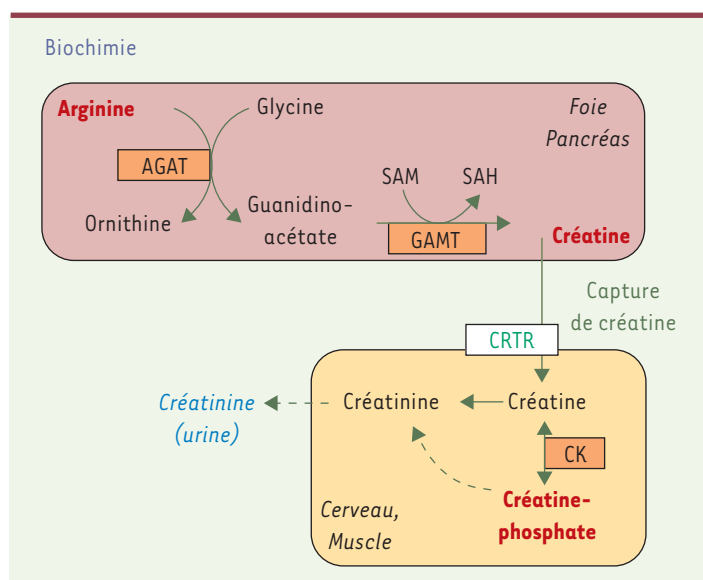 Biochimie
Arginine
Glycine
Foie
Pancréas
AGAT
SAM
SAH
Ornithine
Guanidino-
acétate
GAMT
Créatine
Capture
de créatine
CRTR
Créatinine
(urine)
Créatinine
Créatine
CK
Créatine-
phosphate
Cerveau,
Muscle